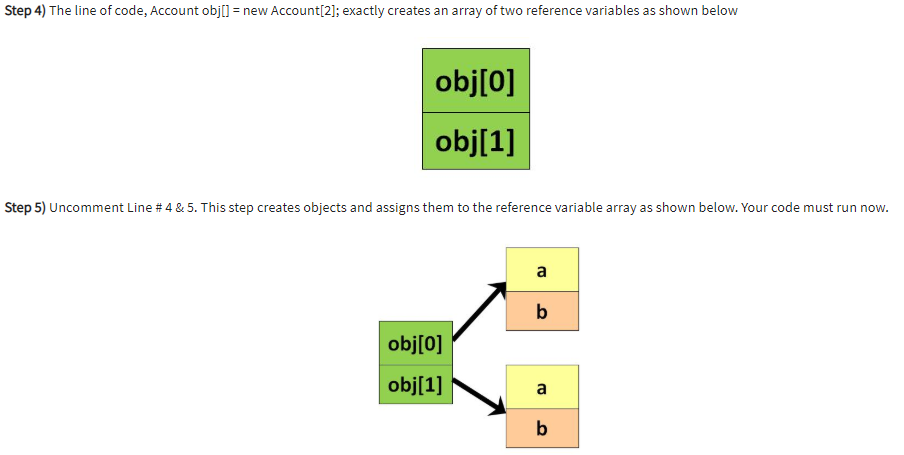 Step 4) The line of code, Account obj[] = new Account[2]; exactly creates an array of two reference variables as shown below
obj[0]
obj[1]
Step 5) Uncomment Line # 4 & 5. This step creates objects and assigns them to the reference variable array as shown below. Your code must run now.
a
b
obj[0]
obj[1]
a
b